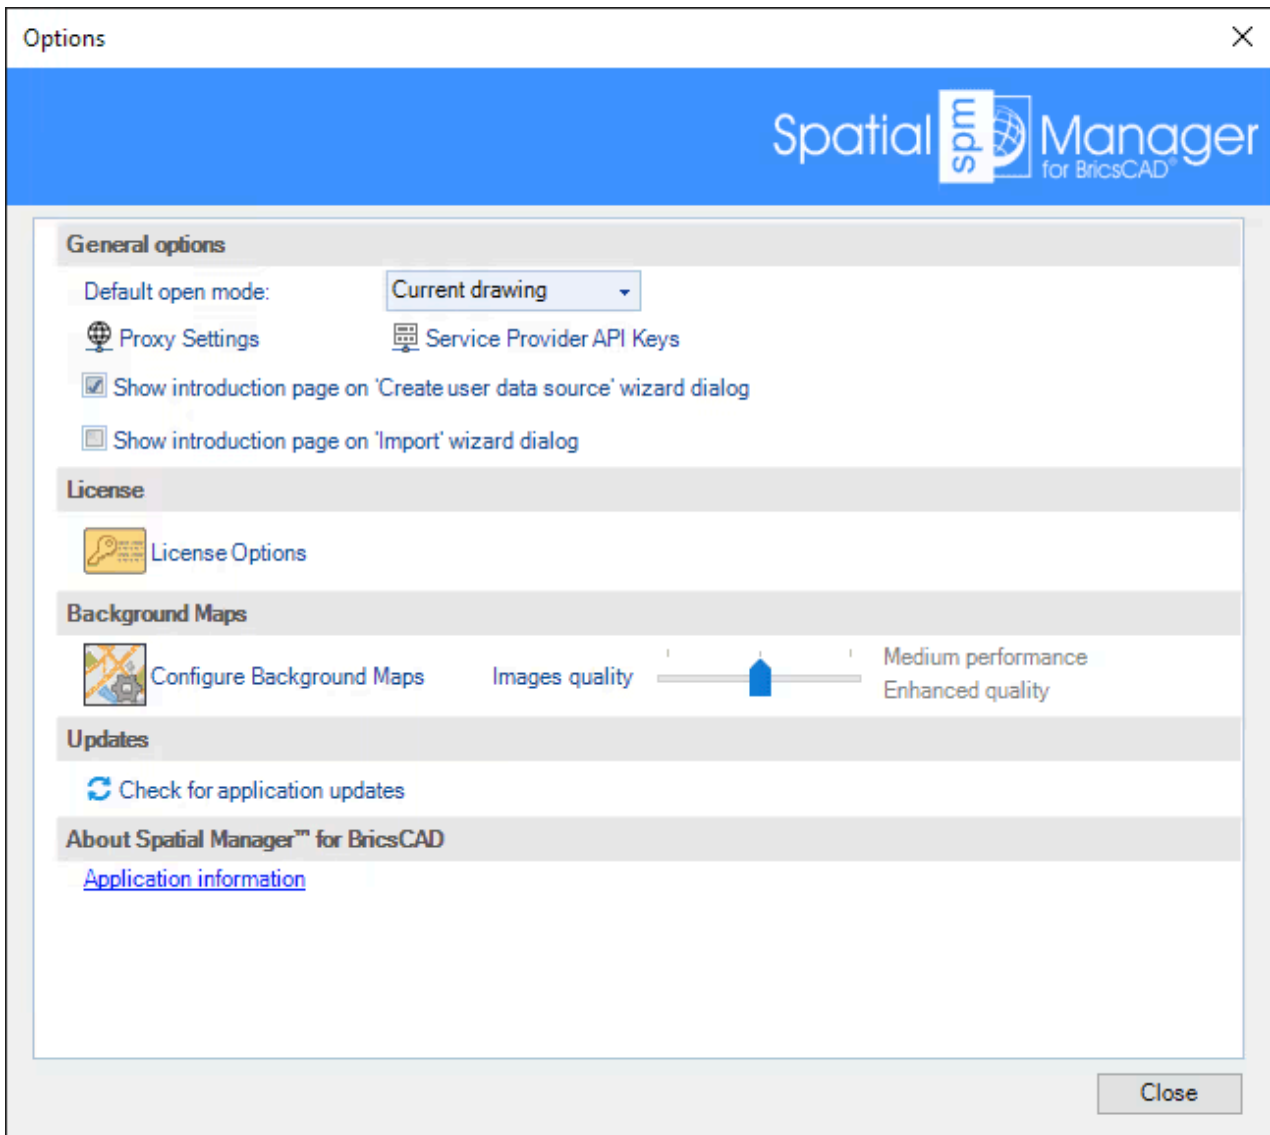 Options
Spatial spm Manager
for BricsCAD®
General options
Default open mode: Current drawing
Proxy Settings Service Provider API Keys
Show introduction page on 'Create user data source' wizard dialog
Show introduction page on 'Import' wizard dialog
License
License Options
Background Maps
Configure Background Maps Images quality Medium performance
Enhanced quality
Updates
Check for application updates
About Spatial Manager™ for BricsCAD
Application information
Close